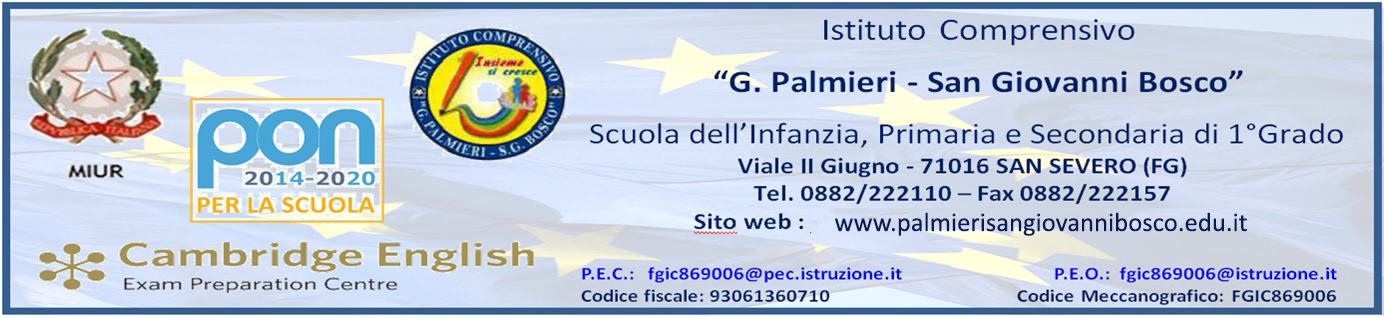 REPVBBLICA ITALIANA
MIUR
pon
2014-2020
PER LA SCUOLA
Cambridge English
Exam Preparation Centre
ISTITUTO COMPRENSIVO
Insieme
si cresce
"G. PALMIERI - S.G. BOSCO"
Istituto Comprensivo
“G. Palmieri - San Giovanni Bosco”
Scuola dell’Infanzia, Primaria e Secondaria di 1°Grado
Viale II Giugno - 71016 SAN SEVERO (FG)
Tel. 0882/222110 – Fax 0882/222157
Sito web : www.palmierisangiovannibosco.edu.it
P.E.C.: fgic869006@pec.istruzione.it P.E.O.: fgic869006@istruzione.it
Codice fiscale: 93061360710 Codice Meccanografico: FGIC869006